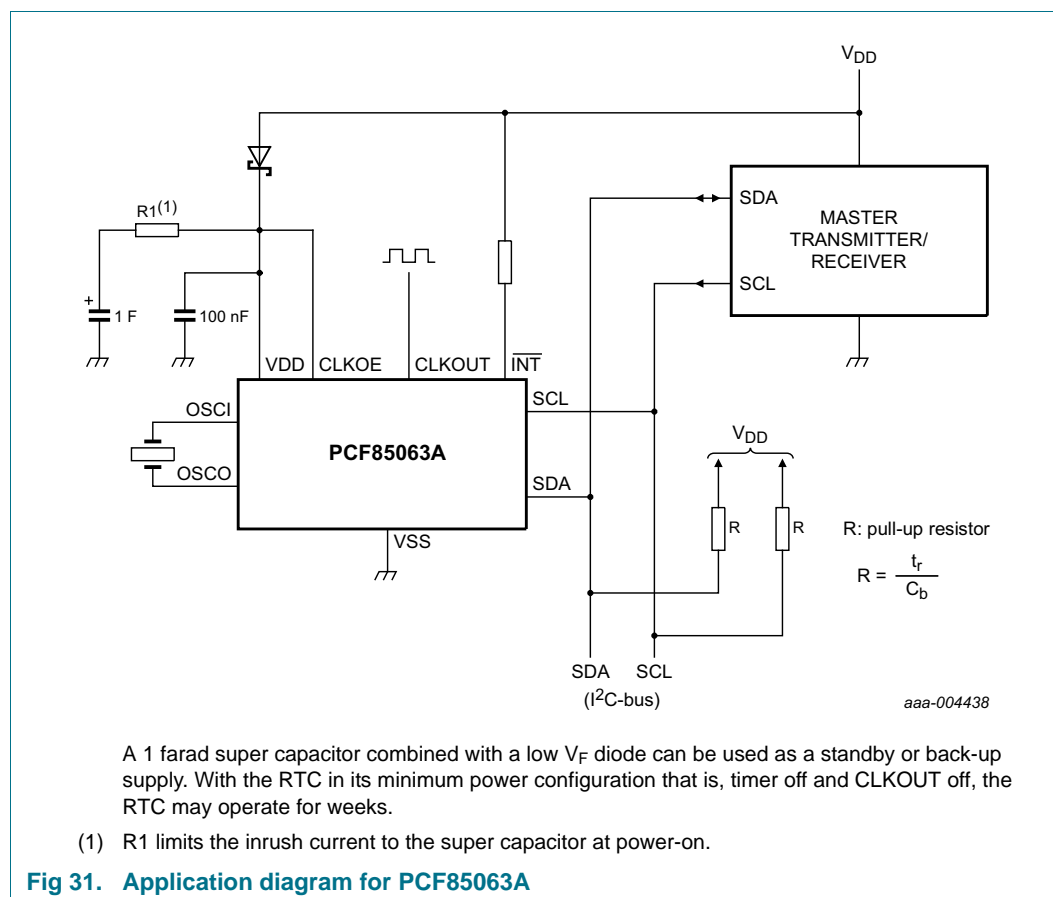 VDD
R1(1)
+
1 F
100 nF
VDD
CLKOE
CLKOUT
INT
SDA
MASTER
TRANSMITTER/
RECEIVER
SCL
OSCI
OSCO
PCF85063A
SCL
SDA
VSS
VDD
R
R
R: pull-up resistor
R = tr
Cb
SDA
SCL
(I2C-bus)
aaa-004438
A 1 farad super capacitor combined with a low VF diode can be used as a standby or back-up
supply. With the RTC in its minimum power configuration that is, timer off and CLKOUT off, the
RTC may operate for weeks.
(1) R1 limits the inrush current to the super capacitor at power-on.
Fig 31. Application diagram for PCF85063A